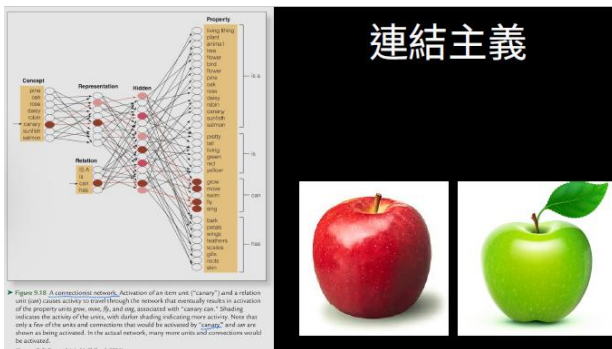 Property
living thing
plant
animal
tree
flower
bird
flower
pine
oak
rose
daisy
robin
canary
sunfish
salmon
is a
Concept
pine
oak
rose
daisy
robin
canary
sunfish
salmon
Representation
Hidden
Relation
IS A
is
can
has
pretty
tall
living
green
red
yellow
is
grow
move
swim
fly
sing
can
bark
petals
wings
feathers
scales
gills
roots
skin
has
Figure 9.18 A connectionist network. Activation of an item unit ("canary") and a relation
unit (can) causes activity to travel through the network that eventually results in activation
of the property units grow, move, fly, and sing, associated with "canary can." Shading
indicates the activity of the units, with darker shading indicating more activity. Note that
only a few of the units and connections that would be activated by "canary" and can are
shown as being activated. In the actual network, many more units and connections would
be activated.
連結主義